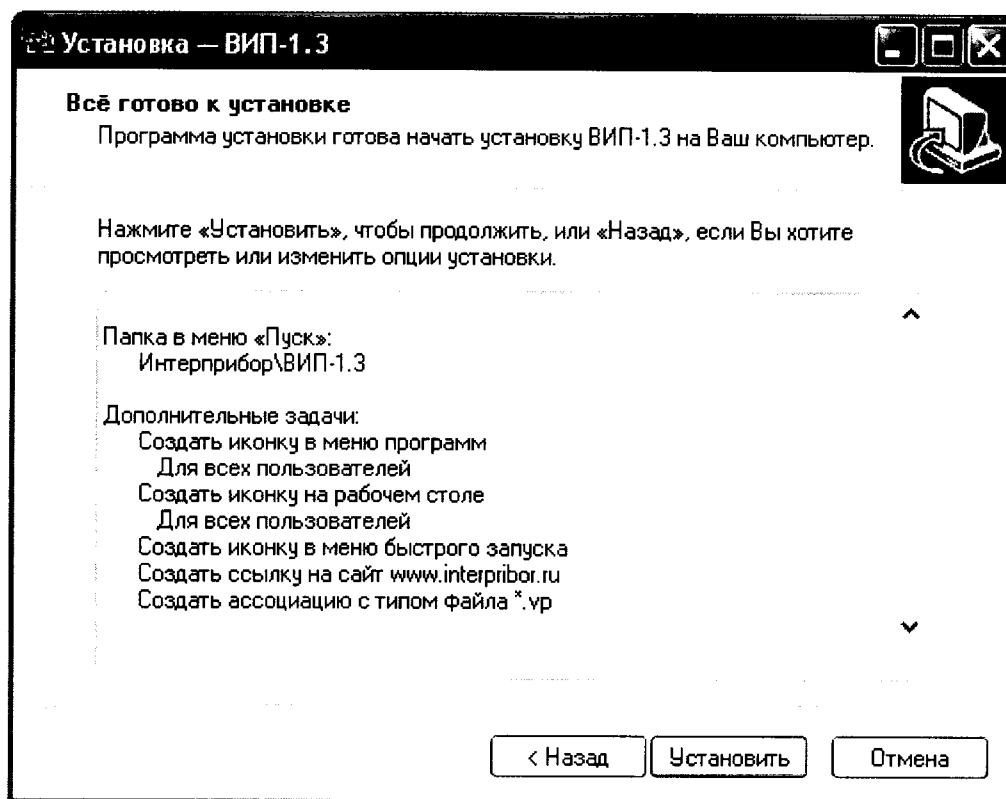 Установка — ВИП-1.3
Всё готово к установке
Программа установки готова начать установку ВИП-1.3 на Ваш компьютер.
Нажмите «Установить», чтобы продолжить, или «Назад», если Вы хотите
просмотреть или изменить опции установки.
Папка в меню «Пуск»:
Интерприбор\ВИП-1.3
Дополнительные задачи:
Создать иконку в меню программ
Для всех пользователей
Создать иконку на рабочем столе
Для всех пользователей
Создать иконку в меню быстрого запуска
Создать ссылку на сайт www.interpribor.ru
Создать ассоциацию с типом файла *.vp
< Назад
Установить
Отмена